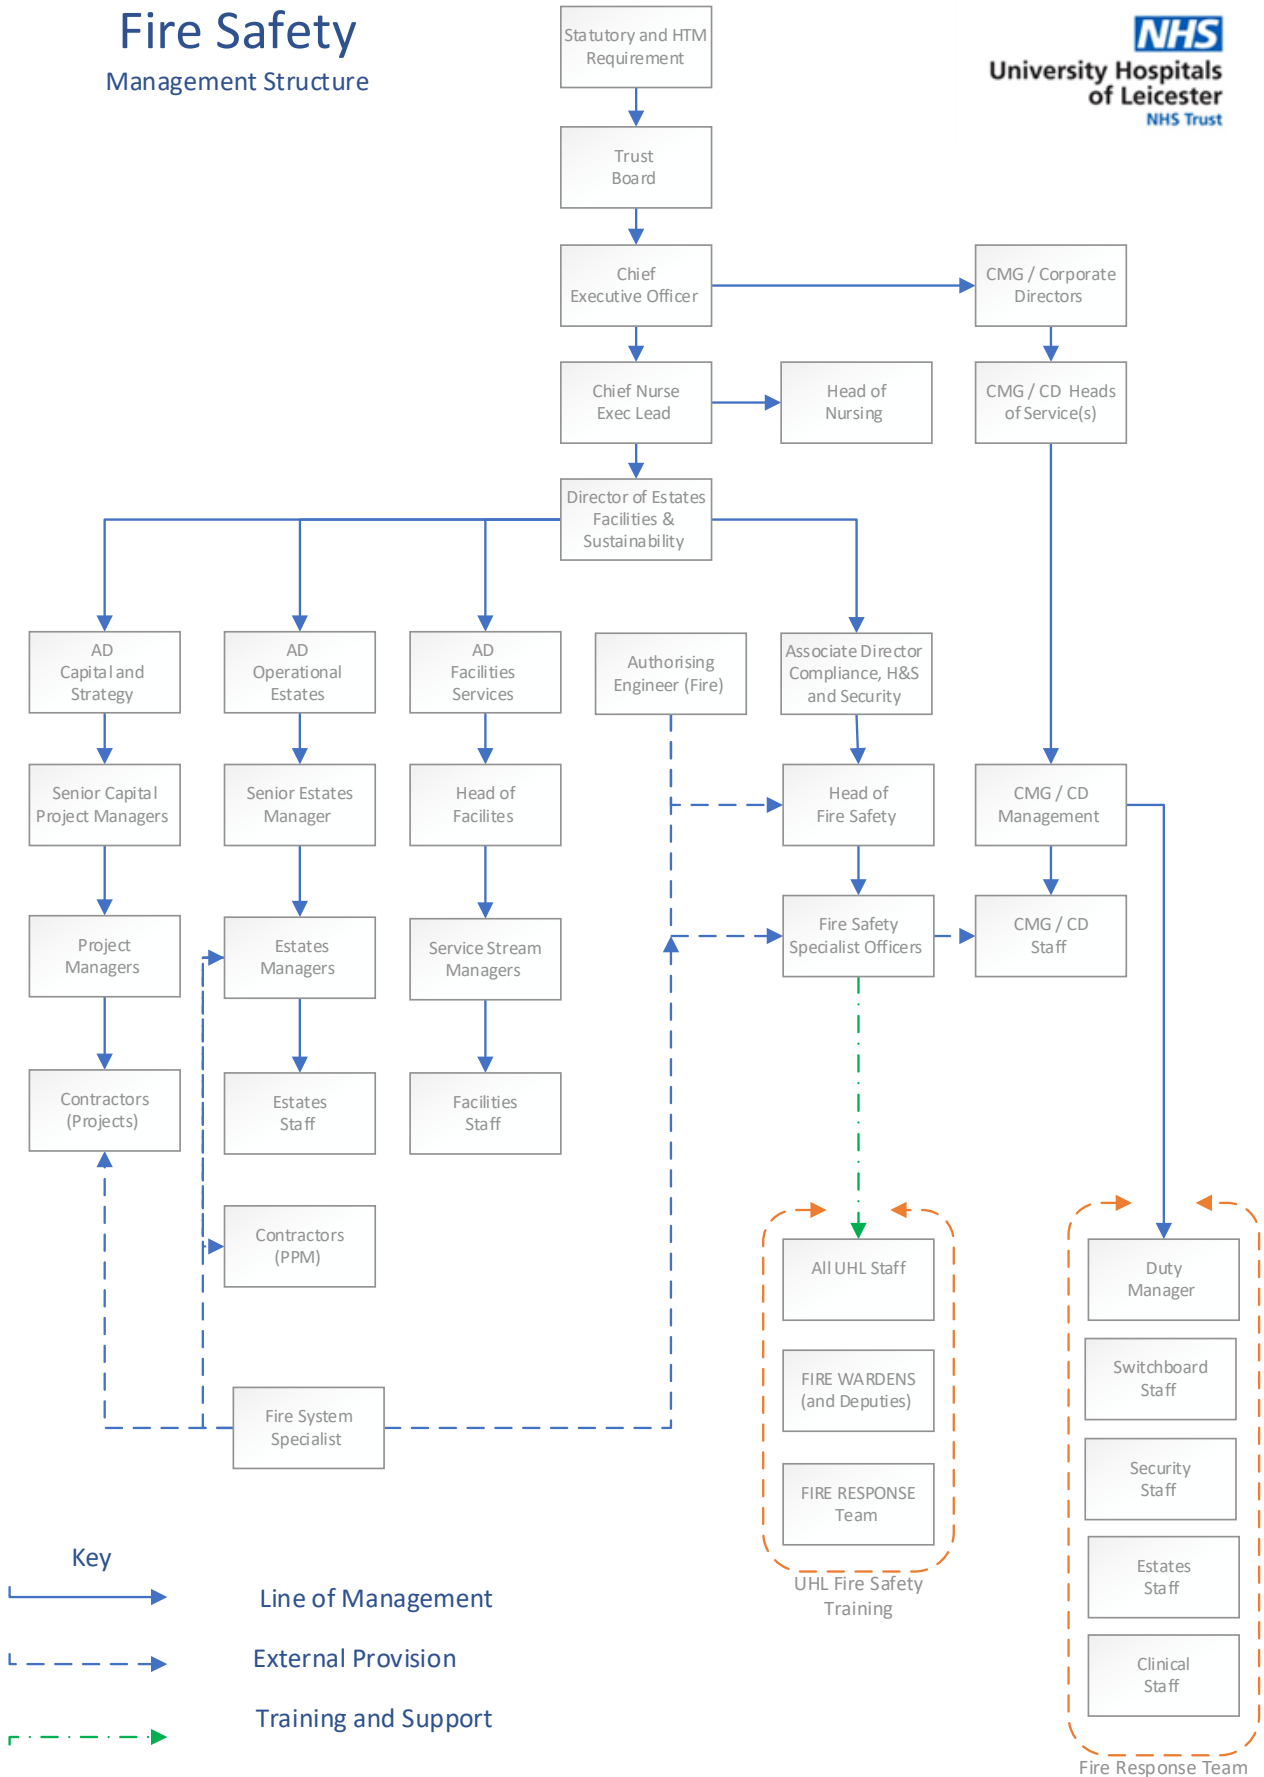 Fire Safety
Management Structure
NHS
University Hospitals
of Leicester
NHS Trust
Statutory and HTM
Requirement
Trust
Board
Chief
Executive Officer
CMG / Corporate
Directors
Chief Nurse
Exec Lead
Head of
Nursing
CMG / CD Heads
of Service(s)
Director of Estates
Facilities &
Sustainability
AD
Capital and
Strategy
AD
Operational
Estates
AD
Facilities
Services
Authorising
Engineer (Fire)
Associate Director
Compliance, H&S
and Security
Senior Capital
Project Managers
Senior Estates
Manager
Head of
Facilites
Head of
Fire Safety
CMG / CD
Management
Project
Managers
Estates
Managers
Service Stream
Managers
Fire Safety
Specialist Officers
CMG / CD
Staff
Contractors
(Projects)
Estates
Staff
Facilities
Staff
Contractors
(PPM)
All UHL Staff
Duty
Manager
FIRE WARDENS
(and Deputies)
Switchboard
Staff
Fire System
Specialist
FIRE RESPONSE
Team
Security
Staff
Estates
Staff
Clinical
Staff
UHL Fire Safety
Training
Fire Response Team
Key
Line of Management
External Provision
Training and Support